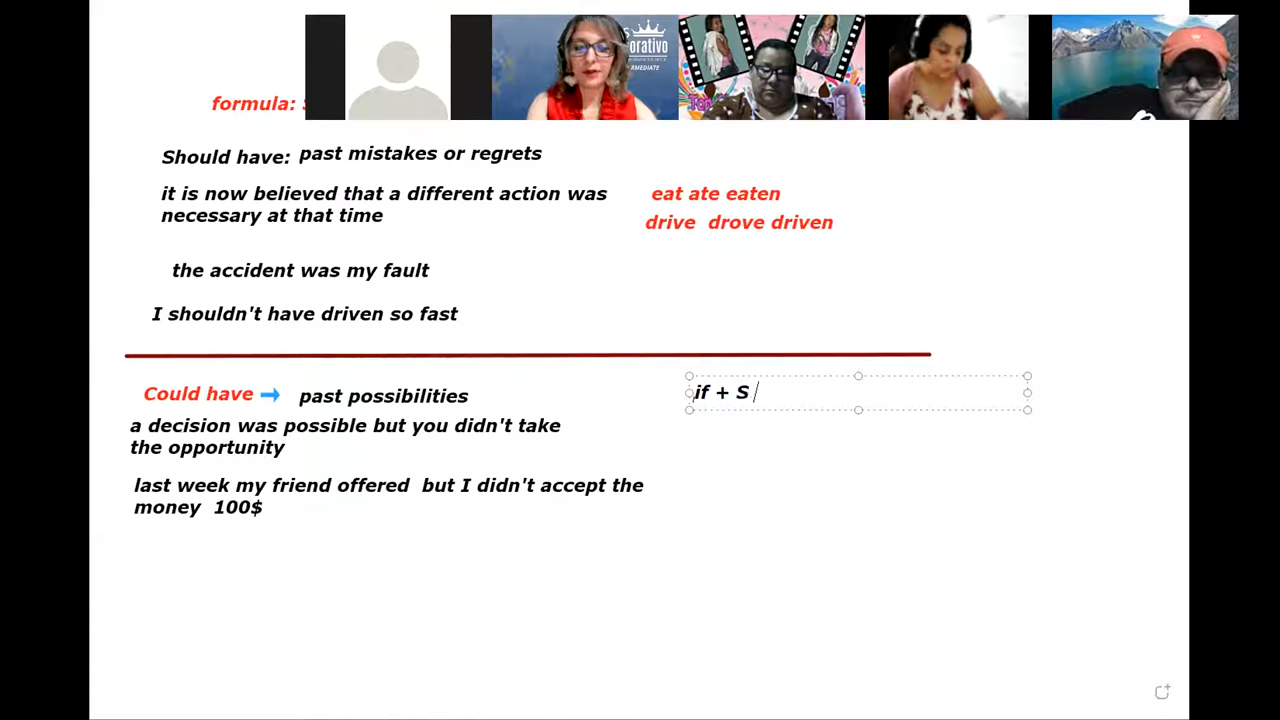 orativo
MEDIATE
formula:
Should have: past mistakes or regrets
it is now believed that a different action was
necessary at that time
eat ate eaten
drive drove driven
the accident was my fault
I shouldn't have driven so fast
Could have past possibilities
if + S
a decision was possible but you didn't take
the opportunity
last week my friend offered but I didn't accept the
money 100$